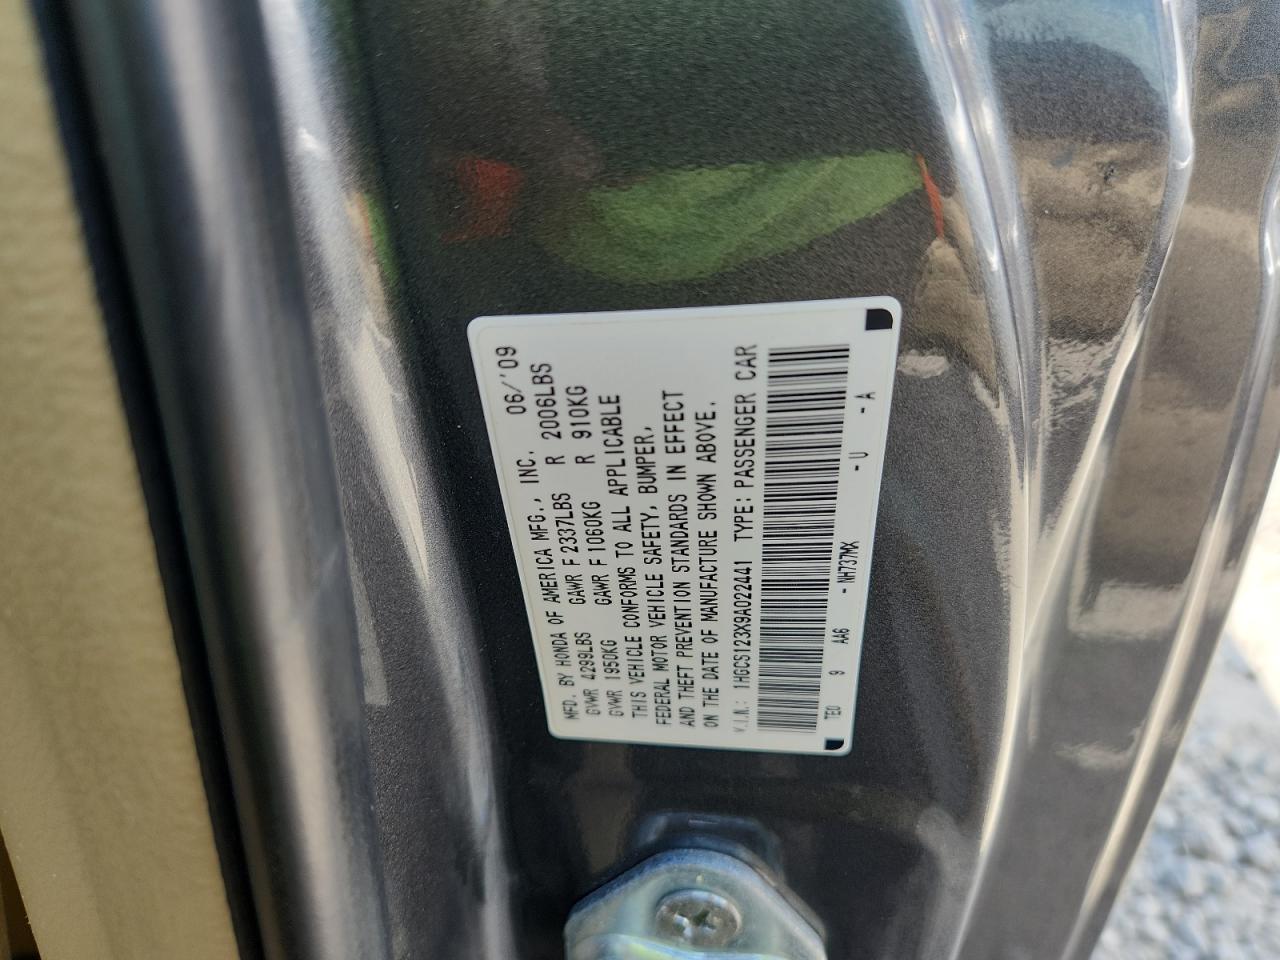 MFD. BY HONDA OF AMERICA MFG., INC. 06/'09
GVWR 4299LBS GAWR F 2337LBS R 2006LBS
GVWR 1950KG GAWR F 1060KG R 910KG
THIS VEHICLE CONFORMS TO ALL APPLICABLE
FEDERAL MOTOR VEHICLE SAFETY, BUMPER,
AND THEFT PREVENTION STANDARDS IN EFFECT
ON THE DATE OF MANUFACTURE SHOWN ABOVE.
V.I.N.: 1HGCS123X9A022441 TYPE: PASSENGER CAR
TE0 9 AA6 - NH737MX - U - A